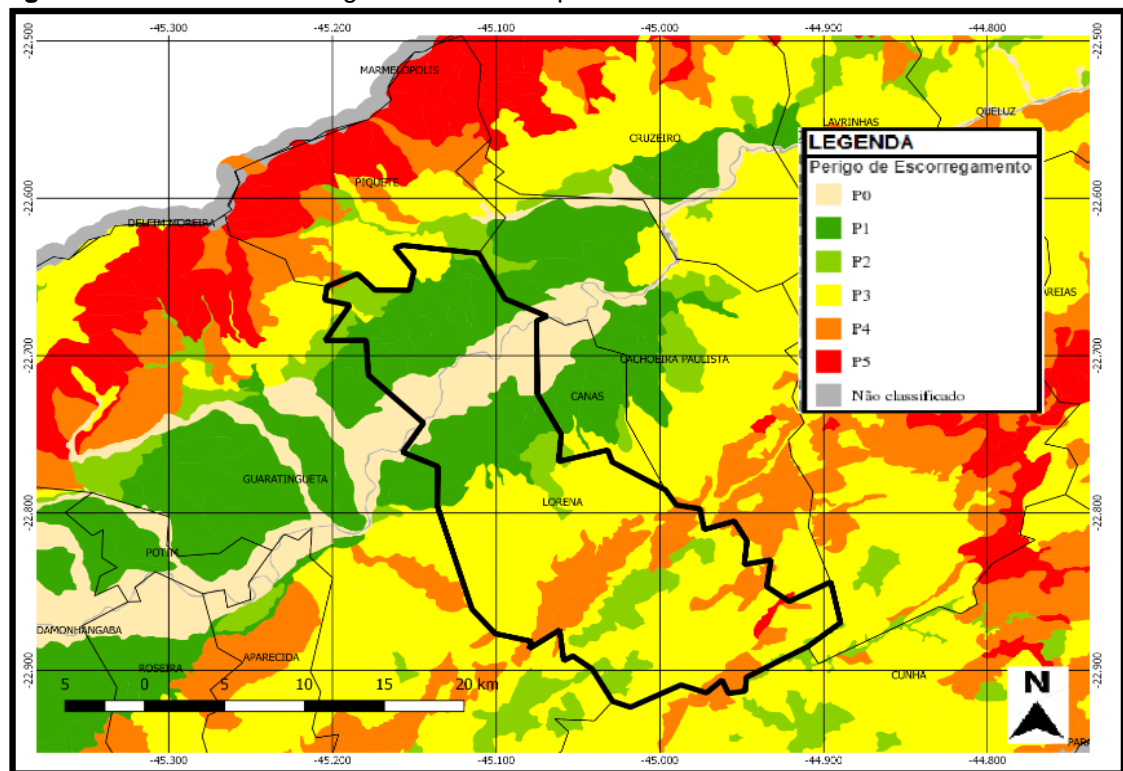 -45.300 -45.200 -45.100 -45.000 -44.900 -44.800
-22.500 -22.500
MARMELOPOLIS
QUELUZ
LAVRINHAS
CRUZEIRO
LEGENDA
Perigo de Escorregamento
P0
P1
P2
P3
P4
P5
Não classificado
PIQUETE
-22.600
DELFIM MOREIRA
AREIAS
-22.700 -22.700
CACHOEIRA PAULISTA
CANAS
GUARATINGUETA
LORENA
-22.800 -22.800
POTIM
DAMONHANGABA
APARECIDA
ROSEIRA
CUNHA
-22.900 -22.900
5 0 5 10 15 20 km
N
PARA
-45.300 -45.200 -45.100 -45.000 -44.900 -44.800